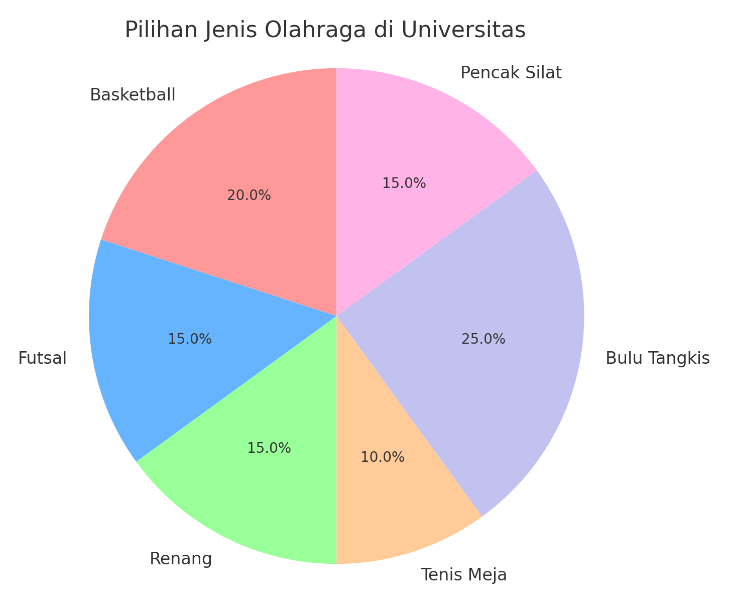 Pilihan Jenis Olahraga di Universitas
Pencak Silat
Basketball
15.0%
20.0%
15.0%
25.0%
Futsal
Bulu Tangkis
15.0%
10.0%
Renang
Tenis Meja